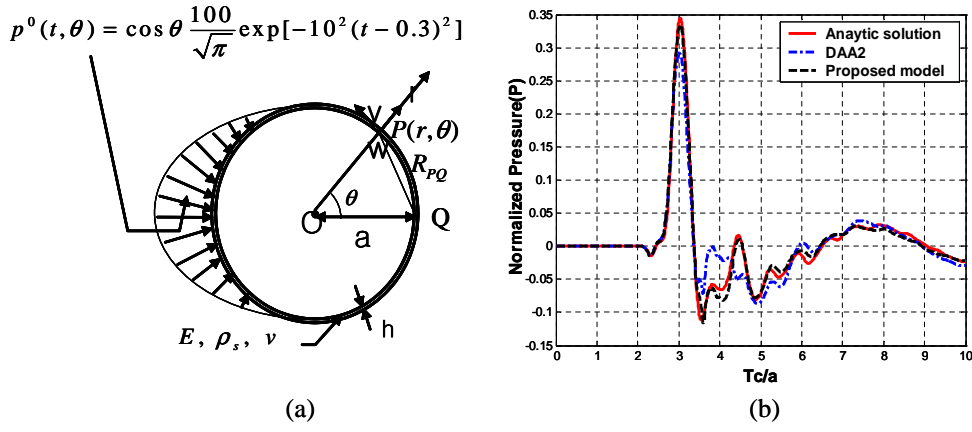 p⁰(t,θ) = cos θ 100/√π exp[−10²(t − 0.3)²]
r
V
P(r,θ)
W
R_PQ
θ
O
a
Q
h
E, ρ_s, ν
(a)
Anaytic solution
DAA2
Proposed model
Normalized Pressure(P)
0.35
0.3
0.25
0.2
0.15
0.1
0.05
0
-0.05
-0.1
-0.15
0 1 2 3 4 5 6 7 8 9 10
Tc/a
(b)